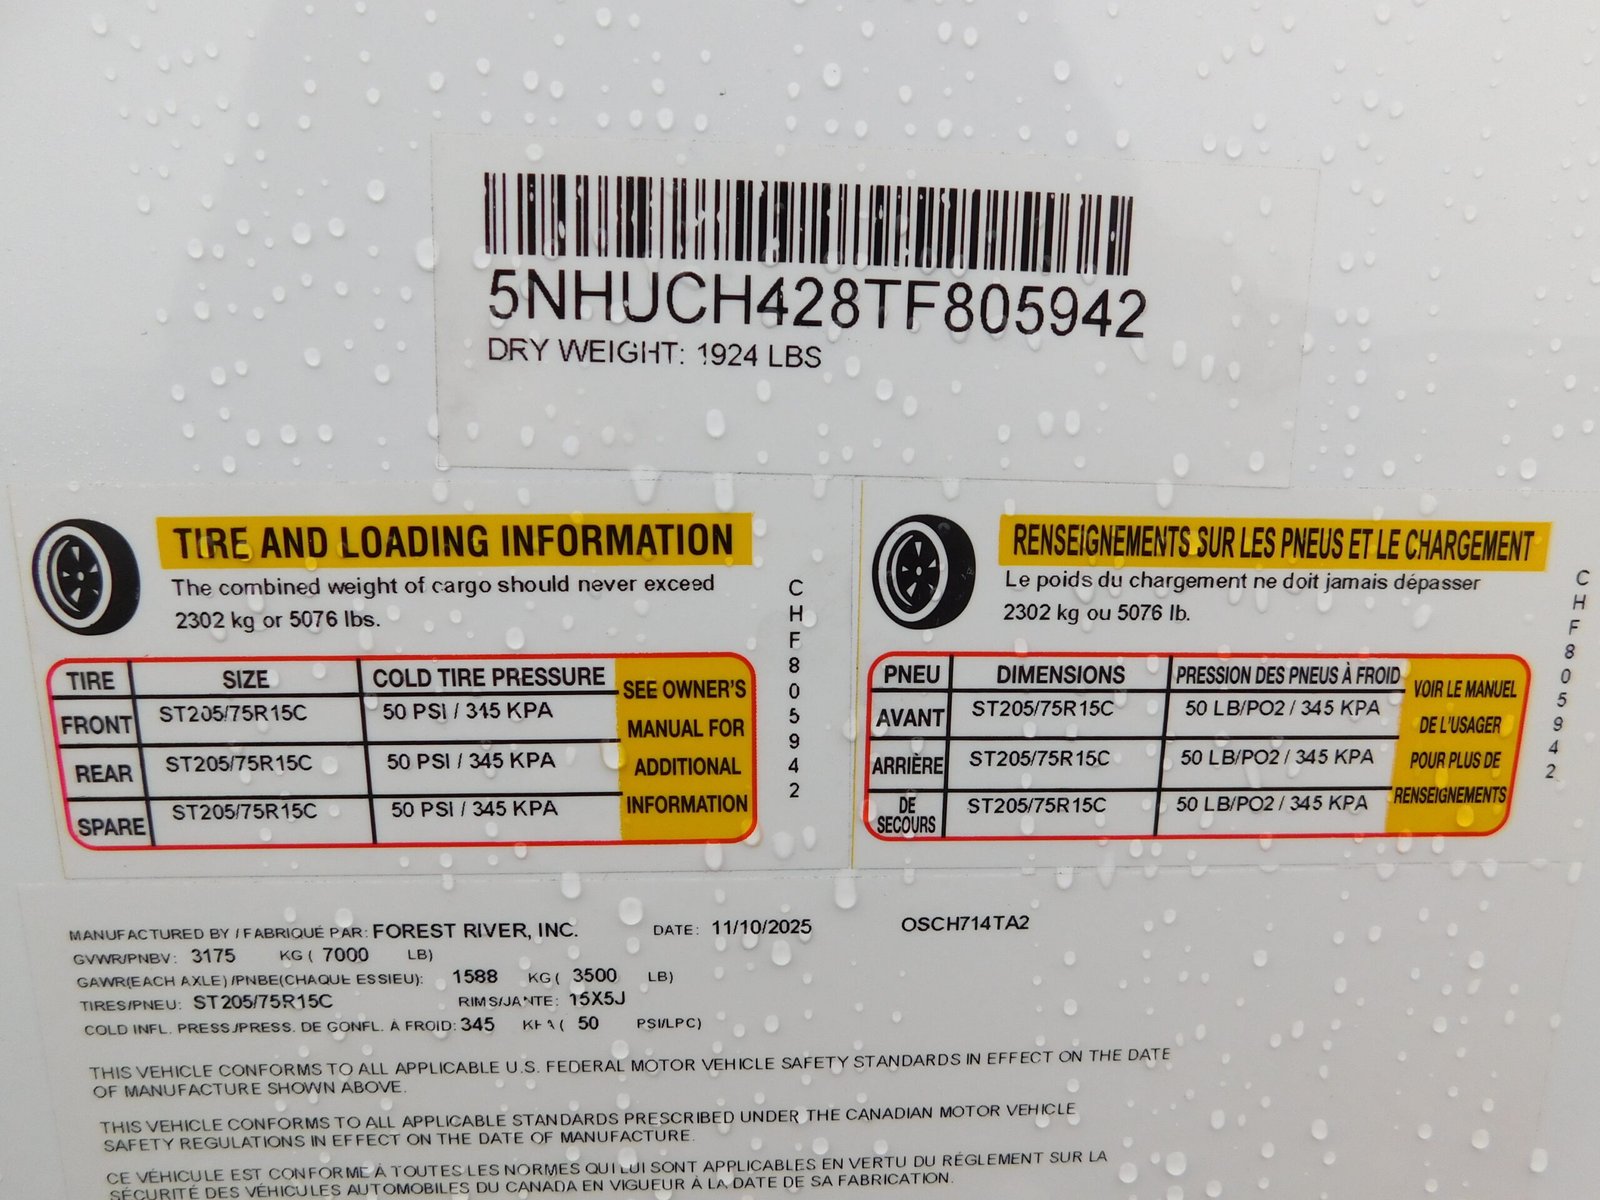 5NHUCH428TF805942
DRY WEIGHT: 1924 LBS
TIRE AND LOADING INFORMATION
The combined weight of cargo should never exceed
2302 kg or 5076 lbs.
TIRE SIZE COLD TIRE PRESSURE
FRONT ST205/75R15C 50 PSI / 345 KPA
REAR ST205/75R15C 50 PSI / 345 KPA
SPARE ST205/75R15C 50 PSI / 345 KPA
SEE OWNER'S
MANUAL FOR
ADDITIONAL
INFORMATION
CHF805942
RENSEIGNEMENTS SUR LES PNEUS ET LE CHARGEMENT
Le poids du chargement ne doit jamais dépasser
2302 kg ou 5076 lb.
PNEU DIMENSIONS PRESSION DES PNEUS À FROID
AVANT ST205/75R15C 50 LB/PO2 / 345 KPA
ARRIÈRE ST205/75R15C 50 LB/PO2 / 345 KPA
DE
SECOURS ST205/75R15C 50 LB/PO2 / 345 KPA
VOIR LE MANUEL
DE L'USAGER
POUR PLUS DE
RENSEIGNEMENTS
CHF805942
MANUFACTURED BY / FABRIQUÉ PAR: FOREST RIVER, INC. DATE: 11/10/2025 OSCH714TA2
GVWR/PNBV: 3175 KG ( 7000 LB)
GAWR(EACH AXLE) /PNBE(CHAQUE ESSIEU): 1588 KG ( 3500 LB)
TIRES/PNEU: ST205/75R15C RIMS/JANTE: 15X5J
COLD INFL. PRESS./PRESS. DE GONFL. À FROID: 345 KPA ( 50 PSI/LPC)
THIS VEHICLE CONFORMS TO ALL APPLICABLE U.S. FEDERAL MOTOR VEHICLE SAFETY STANDARDS IN EFFECT ON THE DATE
OF MANUFACTURE SHOWN ABOVE.
THIS VEHICLE CONFORMS TO ALL APPLICABLE STANDARDS PRESCRIBED UNDER THE CANADIAN MOTOR VEHICLE
SAFETY REGULATIONS IN EFFECT ON THE DATE OF MANUFACTURE.
CE VÉHICULE EST CONFORME À TOUTES LES NORMES QUI LUI SONT APPLICABLES EN VERTU DU RÉGLEMENT SUR LA
SÉCURITÉ DES VÉHICULES AUTOMOBILES DU CANADA EN VIGUEUR À LA DATE DE SA FABRICATION.